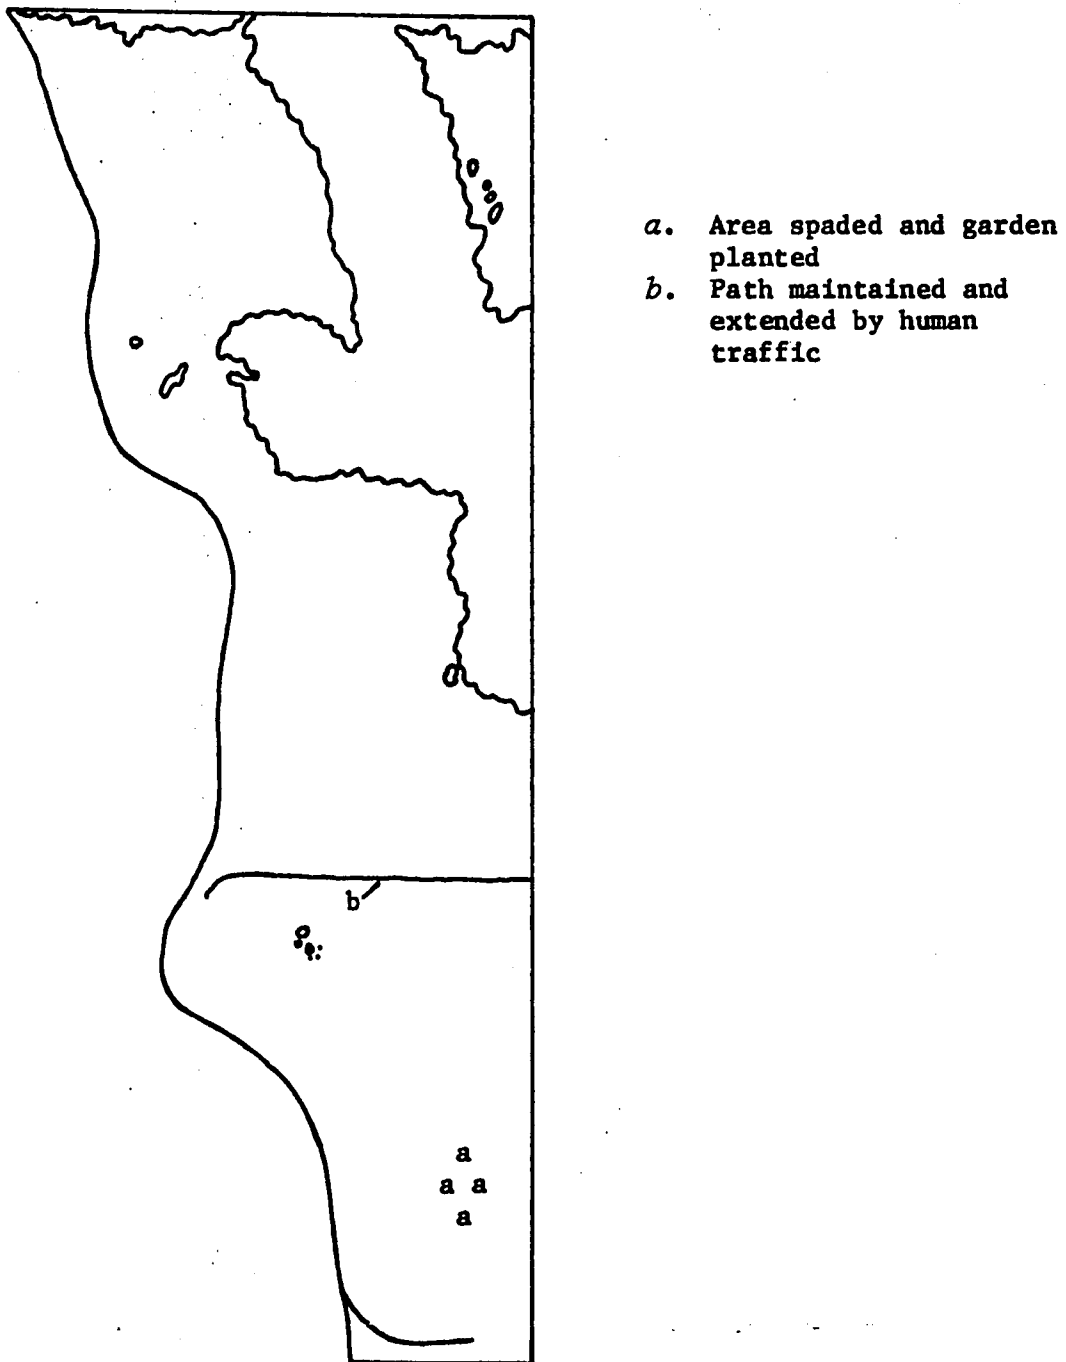 a. Area spaded and garden
planted
b. Path maintained and
extended by human
traffic
b
a
a a
a